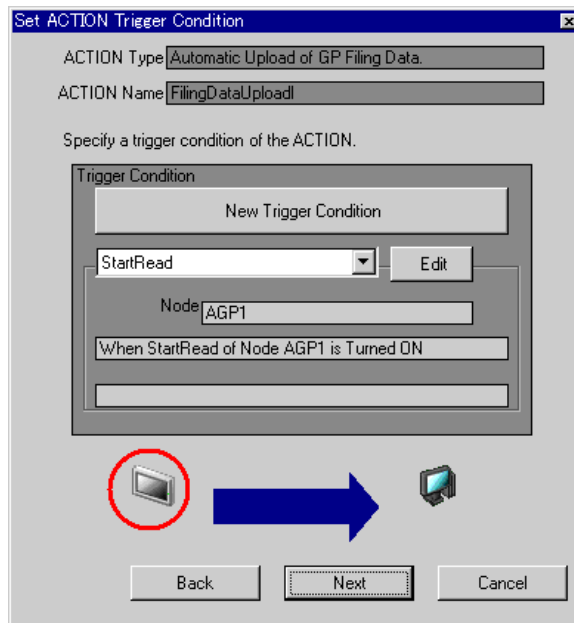 Set ACTION Trigger Condition
ACTION Type Automatic Upload of GP Filing Data.
ACTION Name FilingDataUploadl
Specify a trigger condition of the ACTION.
Trigger Condition
New Trigger Condition
StartRead Edit
Node AGP1
When StartRead of Node AGP1 is Turned ON
Back Next Cancel